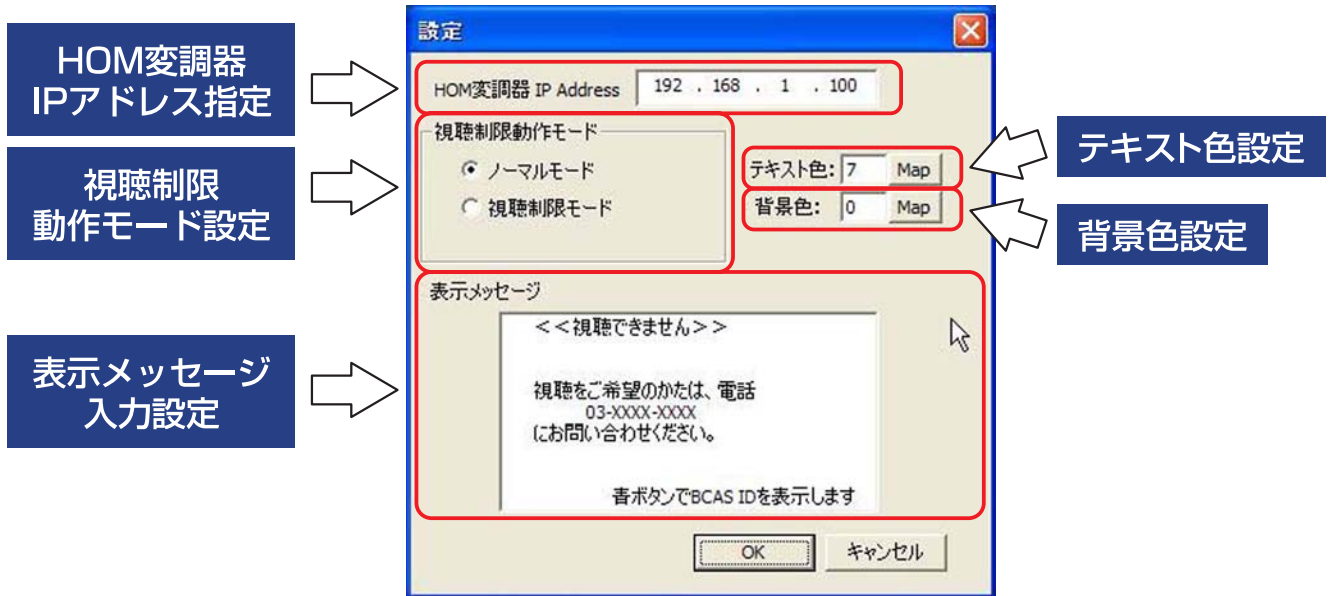 HOM変調器
IPアドレス指定
視聴制限
動作モード設定
表示メッセージ
入力設定
設定
HOM変調器 IP Address 192 . 168 . 1 . 100
視聴制限動作モード
ノーマルモード
視聴制限モード
テキスト色: 7 Map
背景色: 0 Map
表示メッセージ
<<視聴できません>>
視聴をご希望のかたは、電話
03-XXXX-XXXX
にお問い合わせください。
青ボタンでBCAS IDを表示します
OK キャンセル
テキスト色設定
背景色設定